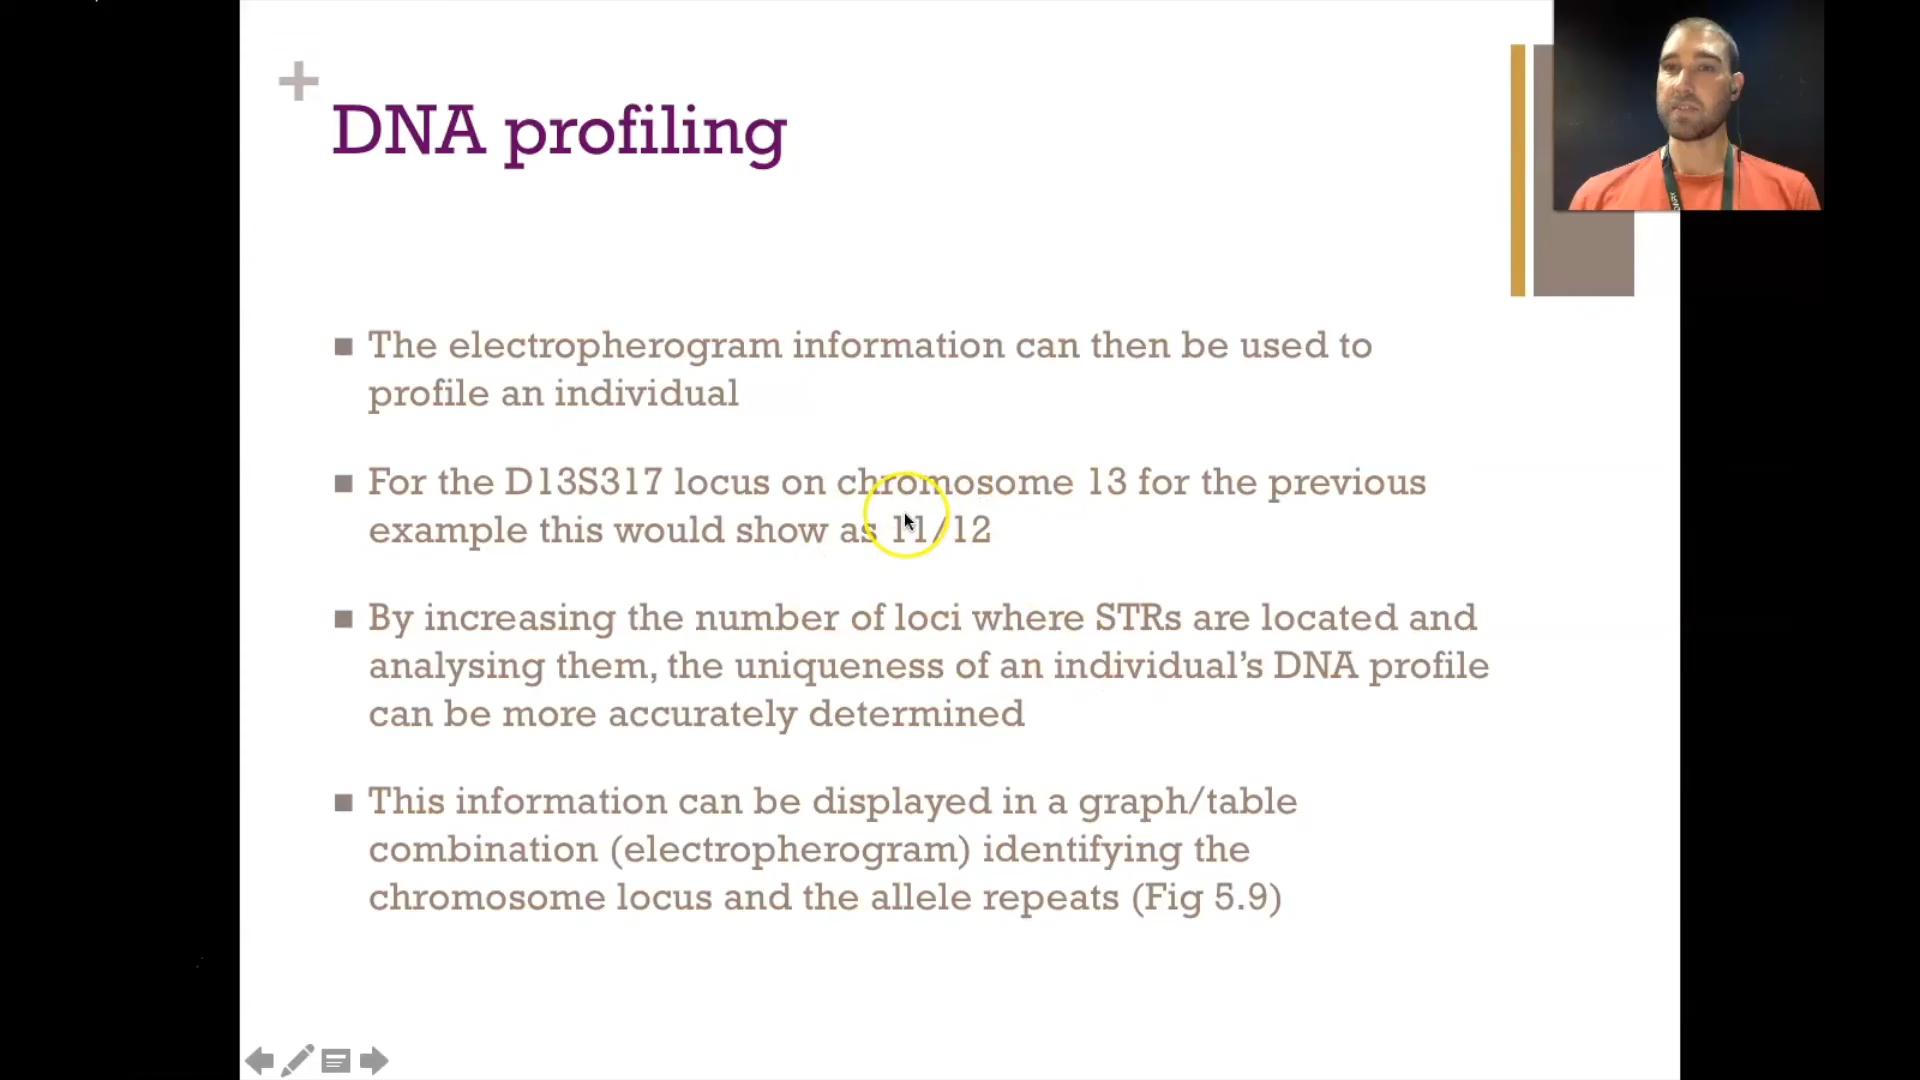 DNA profiling
The electropherogram information can then be used to
profile an individual
For the D13S317 locus on chromosome 13 for the previous
example this would show as 11/12
By increasing the number of loci where STRs are located and
analysing them, the uniqueness of an individual’s DNA profile
can be more accurately determined
This information can be displayed in a graph/table
combination (electropherogram) identifying the
chromosome locus and the allele repeats (Fig 5.9)